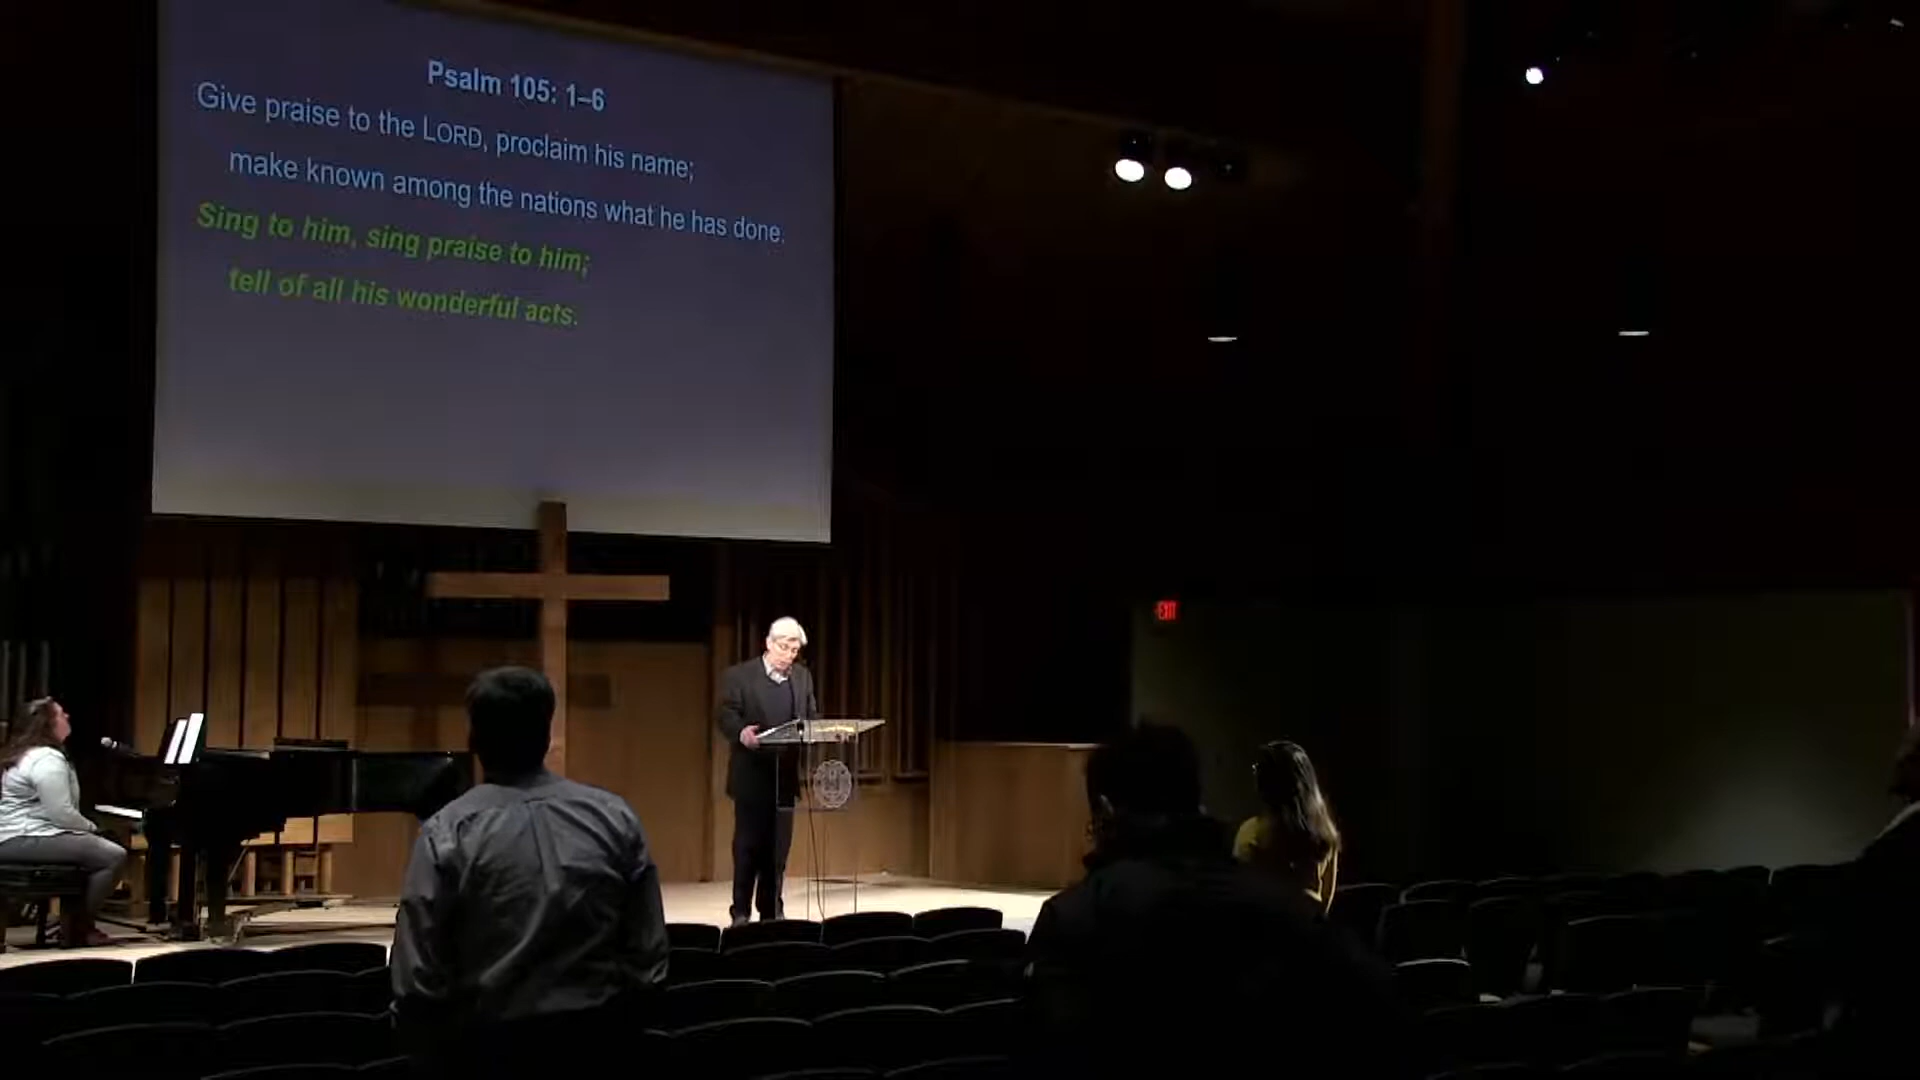 Psalm 105: 1–6
Give praise to the LORD, proclaim his name;
make known among the nations what he has done.
Sing to him, sing praise to him;
tell of all his wonderful acts.
EXIT